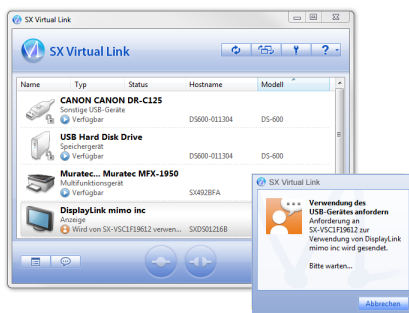 SX Virtual Link
SX Virtual Link
?
Name Typ Status Hostname Modell
CANON CANON DR-C125
Sonstige USB-Geräte
Verfügbar DS600-011304 DS-600
USB Hard Disk Drive
Speichergerät
Verfügbar DS600-011304 DS-600
Muratec... Muratec MFX-1950
Multifunktionsgerät
Verfügbar SX492BFA
DisplayLink mimo inc
Anzeige
Wird von SX-VSC1F19612 verwen... SXDS01216B
SX Virtual Link
Verwendung des
USB-Gerätes anfordern
Anforderung an
SX-VSC1F19612 zur
Verwendung von DisplayLink
mimo inc wird gesendet.
Bitte warten...
Abbrechen